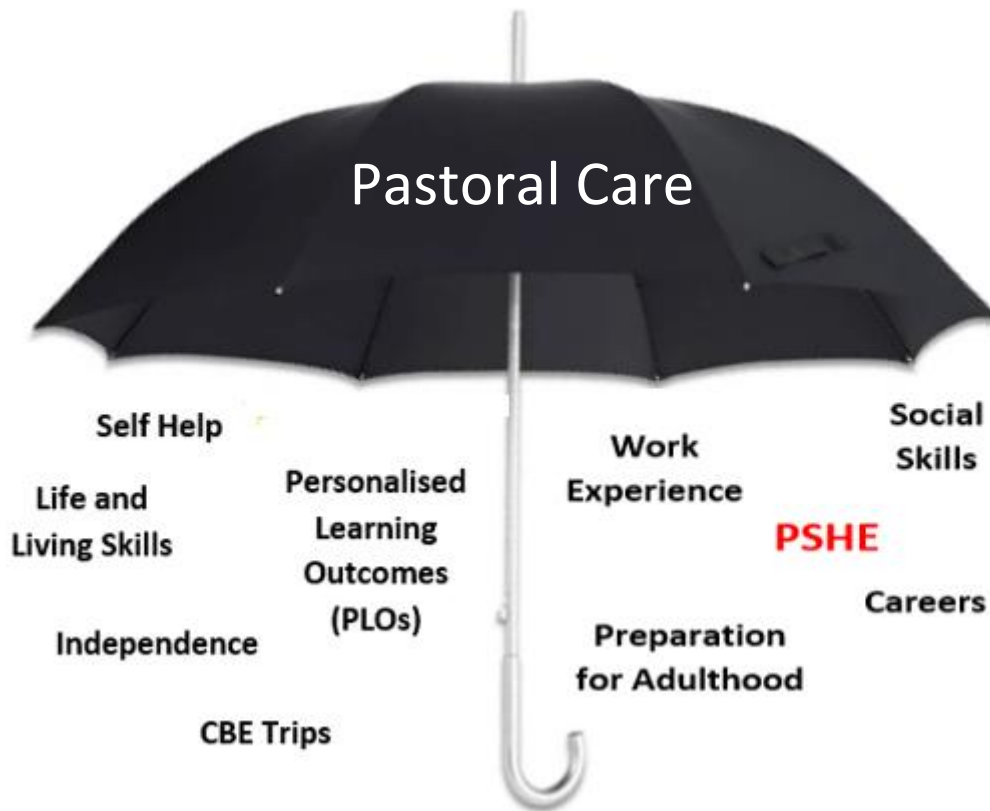 Pastoral Care
Self Help
Life and
Living Skills
Personalised
Learning
Outcomes
(PLOs)
Independence
CBE Trips
Work
Experience
Social
Skills
PSHE
Careers
Preparation
for Adulthood